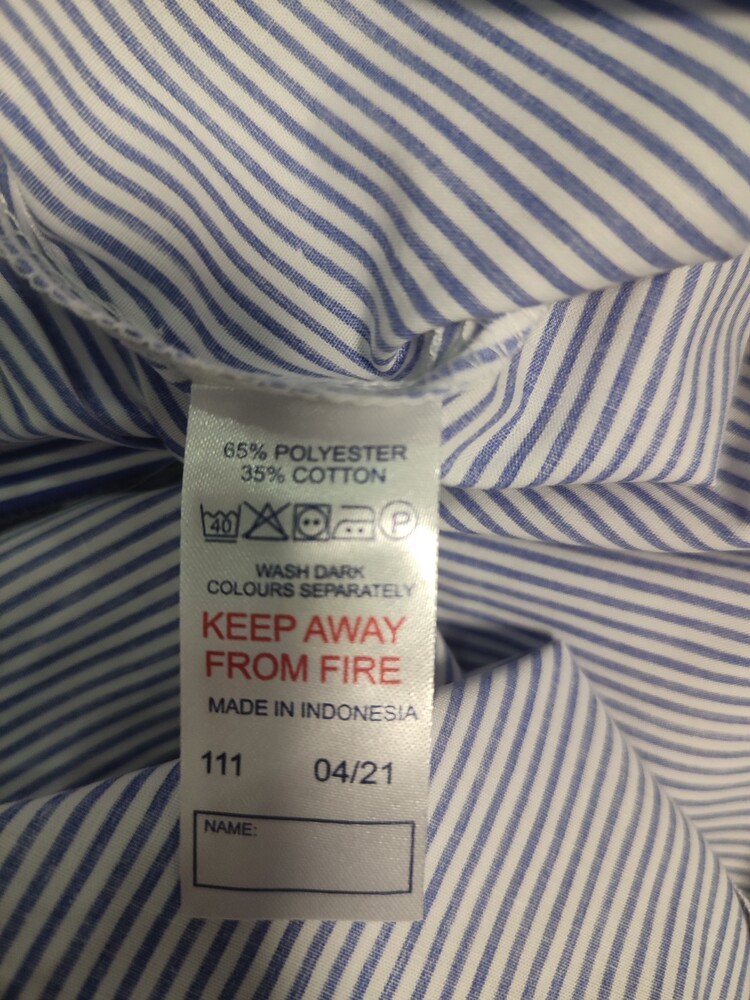 65% POLYESTER
35% COTTON
40 P
WASH DARK
COLOURS SEPARATELY
KEEP AWAY
FROM FIRE
MADE IN INDONESIA
111 04/21
NAME: